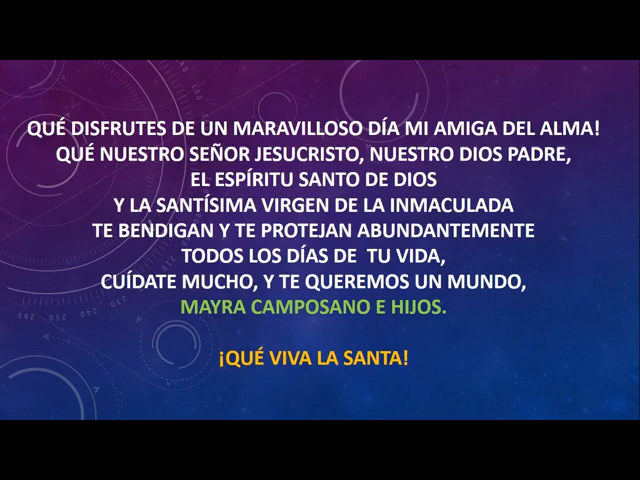 QUÉ DISFRUTES DE UN MARAVILLOSO DÍA MI AMIGA DEL ALMA!
QUÉ NUESTRO SEÑOR JESUCRISTO, NUESTRO DIOS PADRE,
EL ESPÍRITU SANTO DE DIOS
Y LA SANTÍSIMA VIRGEN DE LA INMACULADA
TE BENDIGAN Y TE PROTEJAN ABUNDANTEMENTE
TODOS LOS DÍAS DE TU VIDA,
CUÍDATE MUCHO, Y TE QUEREMOS UN MUNDO,
MAYRA CAMPOSANO E HIJOS.
¡QUÉ VIVA LA SANTA!